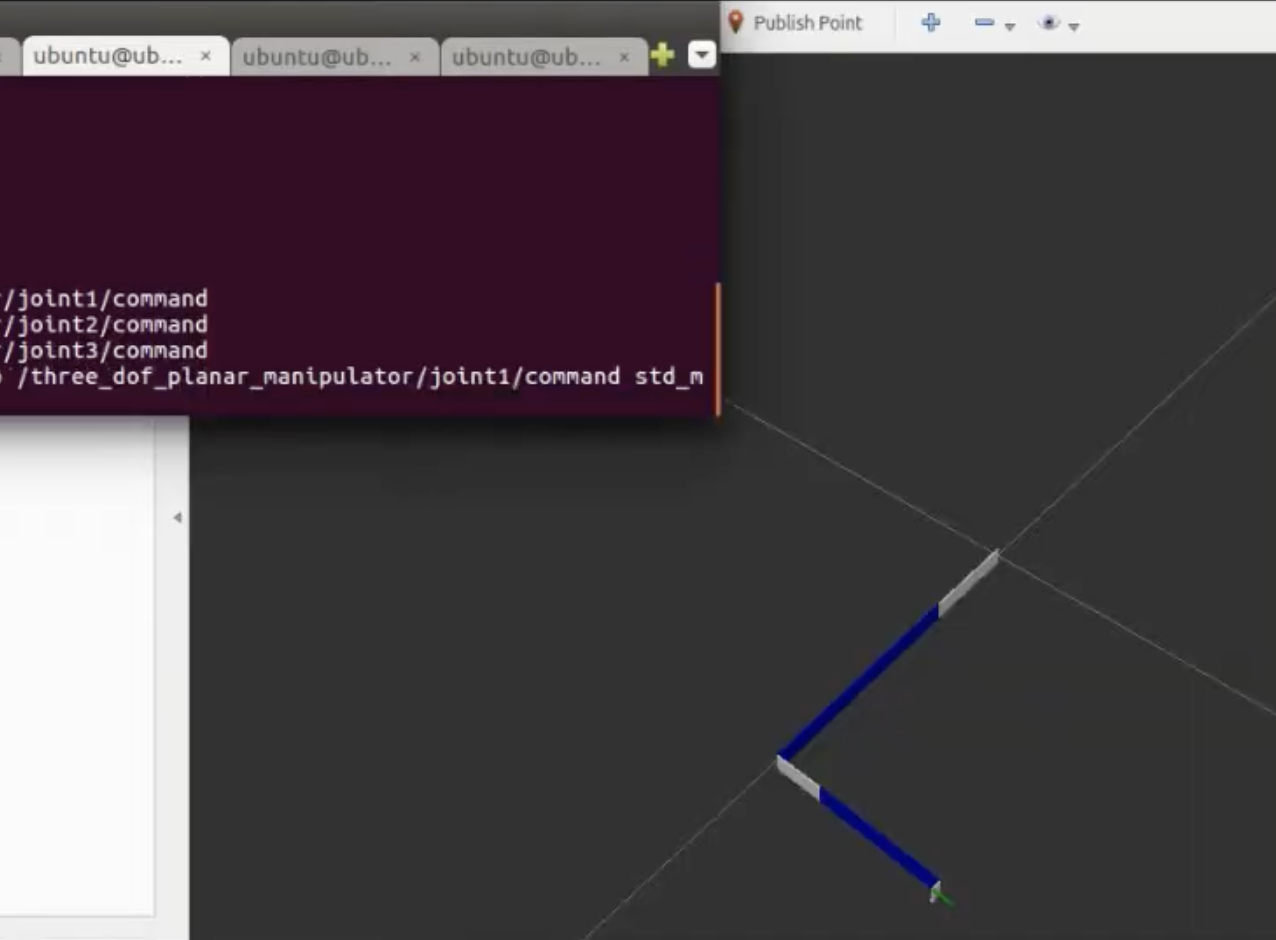 Publish Point
ubuntu@ub... ubuntu@ub... ubuntu@ub...
/joint1/command
/joint2/command
/joint3/command
/three_dof_planar_manipulator/joint1/command std_m